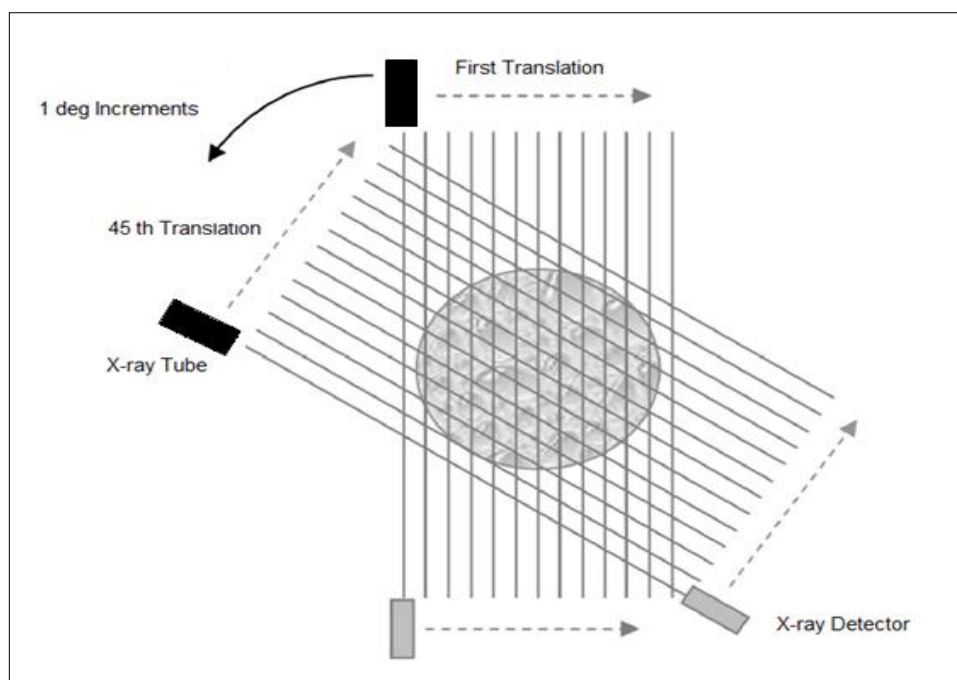 First Translation
1 deg Increments
45 th Translation
X-ray Tube
X-ray Detector